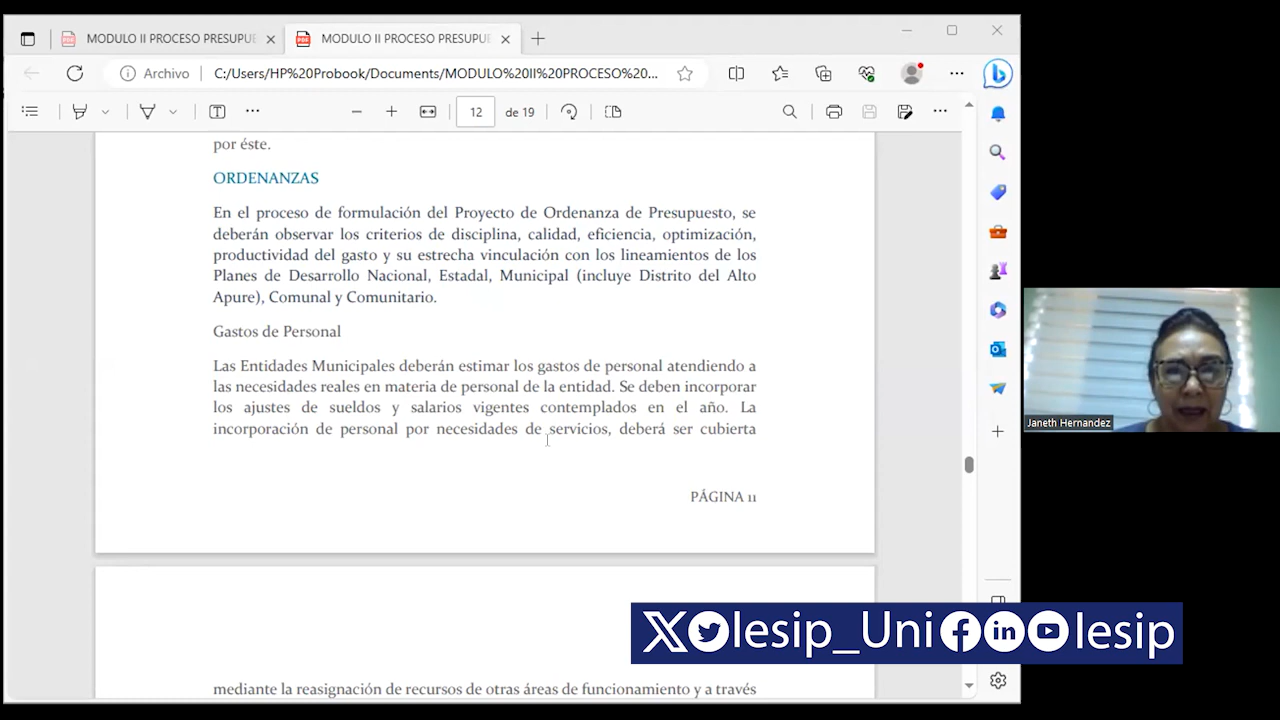 MODULO II PROCESO PRESUPUE
MODULO II PROCESO PRESUPUE
Archivo
C:/Users/HP%20Probook/Documents/MODULO%20II%20PROCESO%20...
12 de 19
por éste.
ORDENANZAS
En el proceso de formulación del Proyecto de Ordenanza de Presupuesto, se
deberán observar los criterios de disciplina, calidad, eficiencia, optimización,
productividad del gasto y su estrecha vinculación con los lineamientos de los
Planes de Desarrollo Nacional, Estadal, Municipal (incluye Distrito del Alto
Apure), Comunal y Comunitario.
Gastos de Personal
Las Entidades Municipales deberán estimar los gastos de personal atendiendo a
las necesidades reales en materia de personal de la entidad. Se deben incorporar
los ajustes de sueldos y salarios vigentes contemplados en el año. La
incorporación de personal por necesidades de servicios, deberá ser cubierta
PÁGINA 11
mediante la reasignación de recursos de otras áreas de funcionamiento y a través
Janeth Hernandez
Iesip_Uni
Iesip